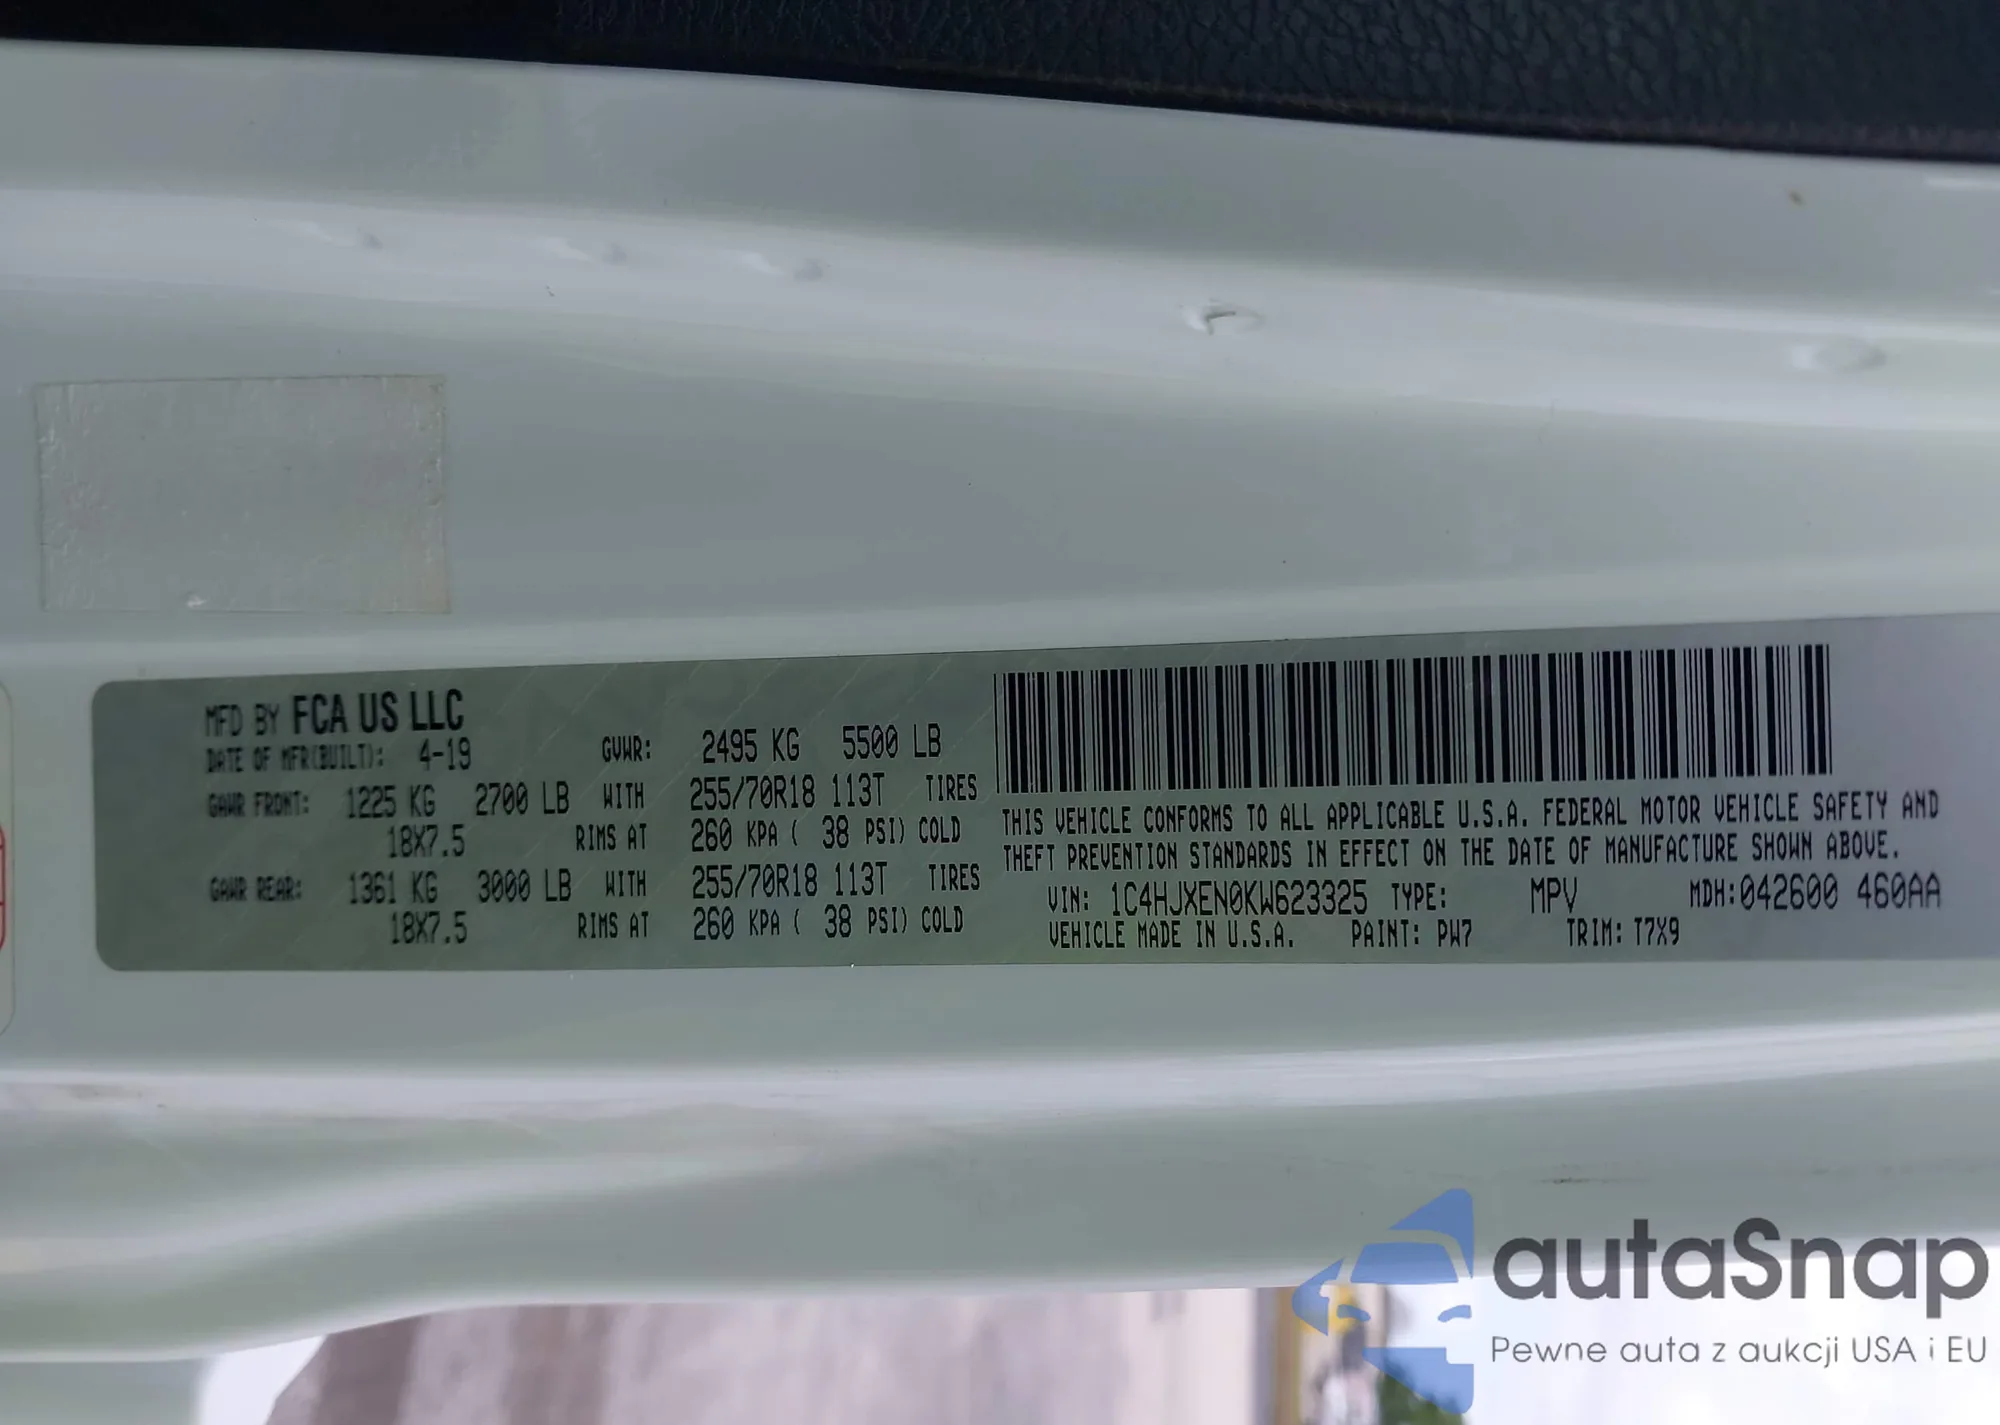 MFD BY FCA US LLC
DATE OF MFR(BUILT): 4-19 GVWR: 2495 KG 5500 LB
GAWR FRONT: 1225 KG 2700 LB WITH 255/70R18 113T TIRES
18X7.5 RIMS AT 260 KPA ( 38 PSI) COLD
GAWR REAR: 1361 KG 3000 LB WITH 255/70R18 113T TIRES
18X7.5 RIMS AT 260 KPA ( 38 PSI) COLD
THIS VEHICLE CONFORMS TO ALL APPLICABLE U.S.A. FEDERAL MOTOR VEHICLE SAFETY AND
THEFT PREVENTION STANDARDS IN EFFECT ON THE DATE OF MANUFACTURE SHOWN ABOVE.
VIN: 1C4HJXEN0KW623325 TYPE: MPV MDH:042600 460AA
VEHICLE MADE IN U.S.A. PAINT: PW7 TRIM: T7X9
autaSnap
Pewne auta z aukcji USA i EU